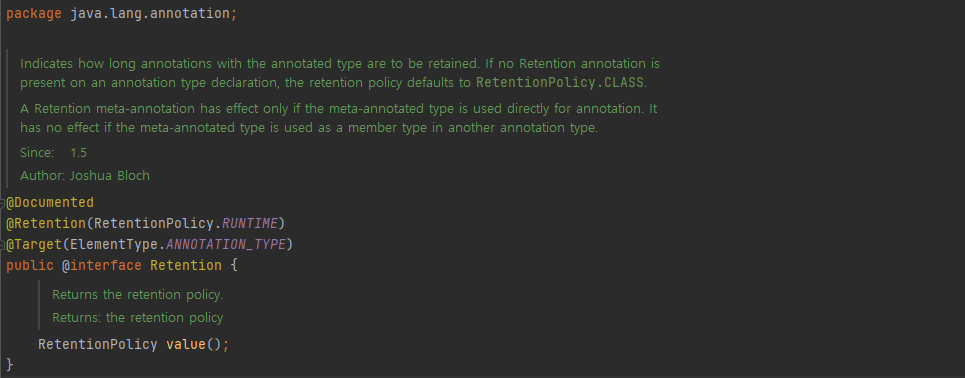 package java.lang.annotation;
Indicates how long annotations with the annotated type are to be retained. If no Retention annotation is
present on an annotation type declaration, the retention policy defaults to RetentionPolicy.CLASS.
A Retention meta-annotation has effect only if the meta-annotated type is used directly for annotation. It
has no effect if the meta-annotated type is used as a member type in another annotation type.
Since: 1.5
Author: Joshua Bloch
@Documented
@Retention(RetentionPolicy.RUNTIME)
@Target(ElementType.ANNOTATION_TYPE)
public @interface Retention {
Returns the retention policy.
Returns: the retention policy
RetentionPolicy value();
}